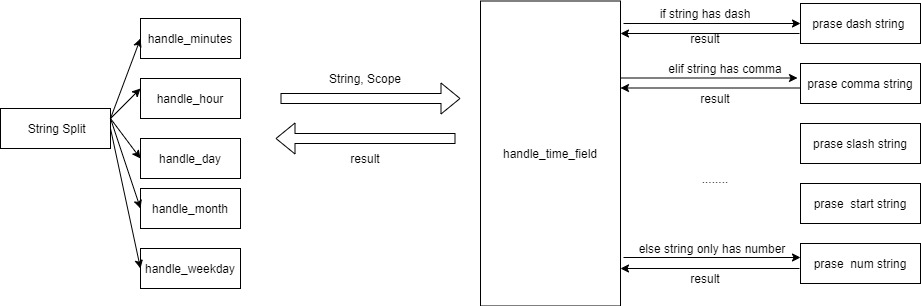 String Split
handle_minutes
handle_hour
handle_day
handle_month
handle_weekday
String, Scope
result
handle_time_field
if string has dash
result
elif string has comma
result
........
else string only has number
result
prase dash string
prase comma string
prase slash string
prase start string
prase num string